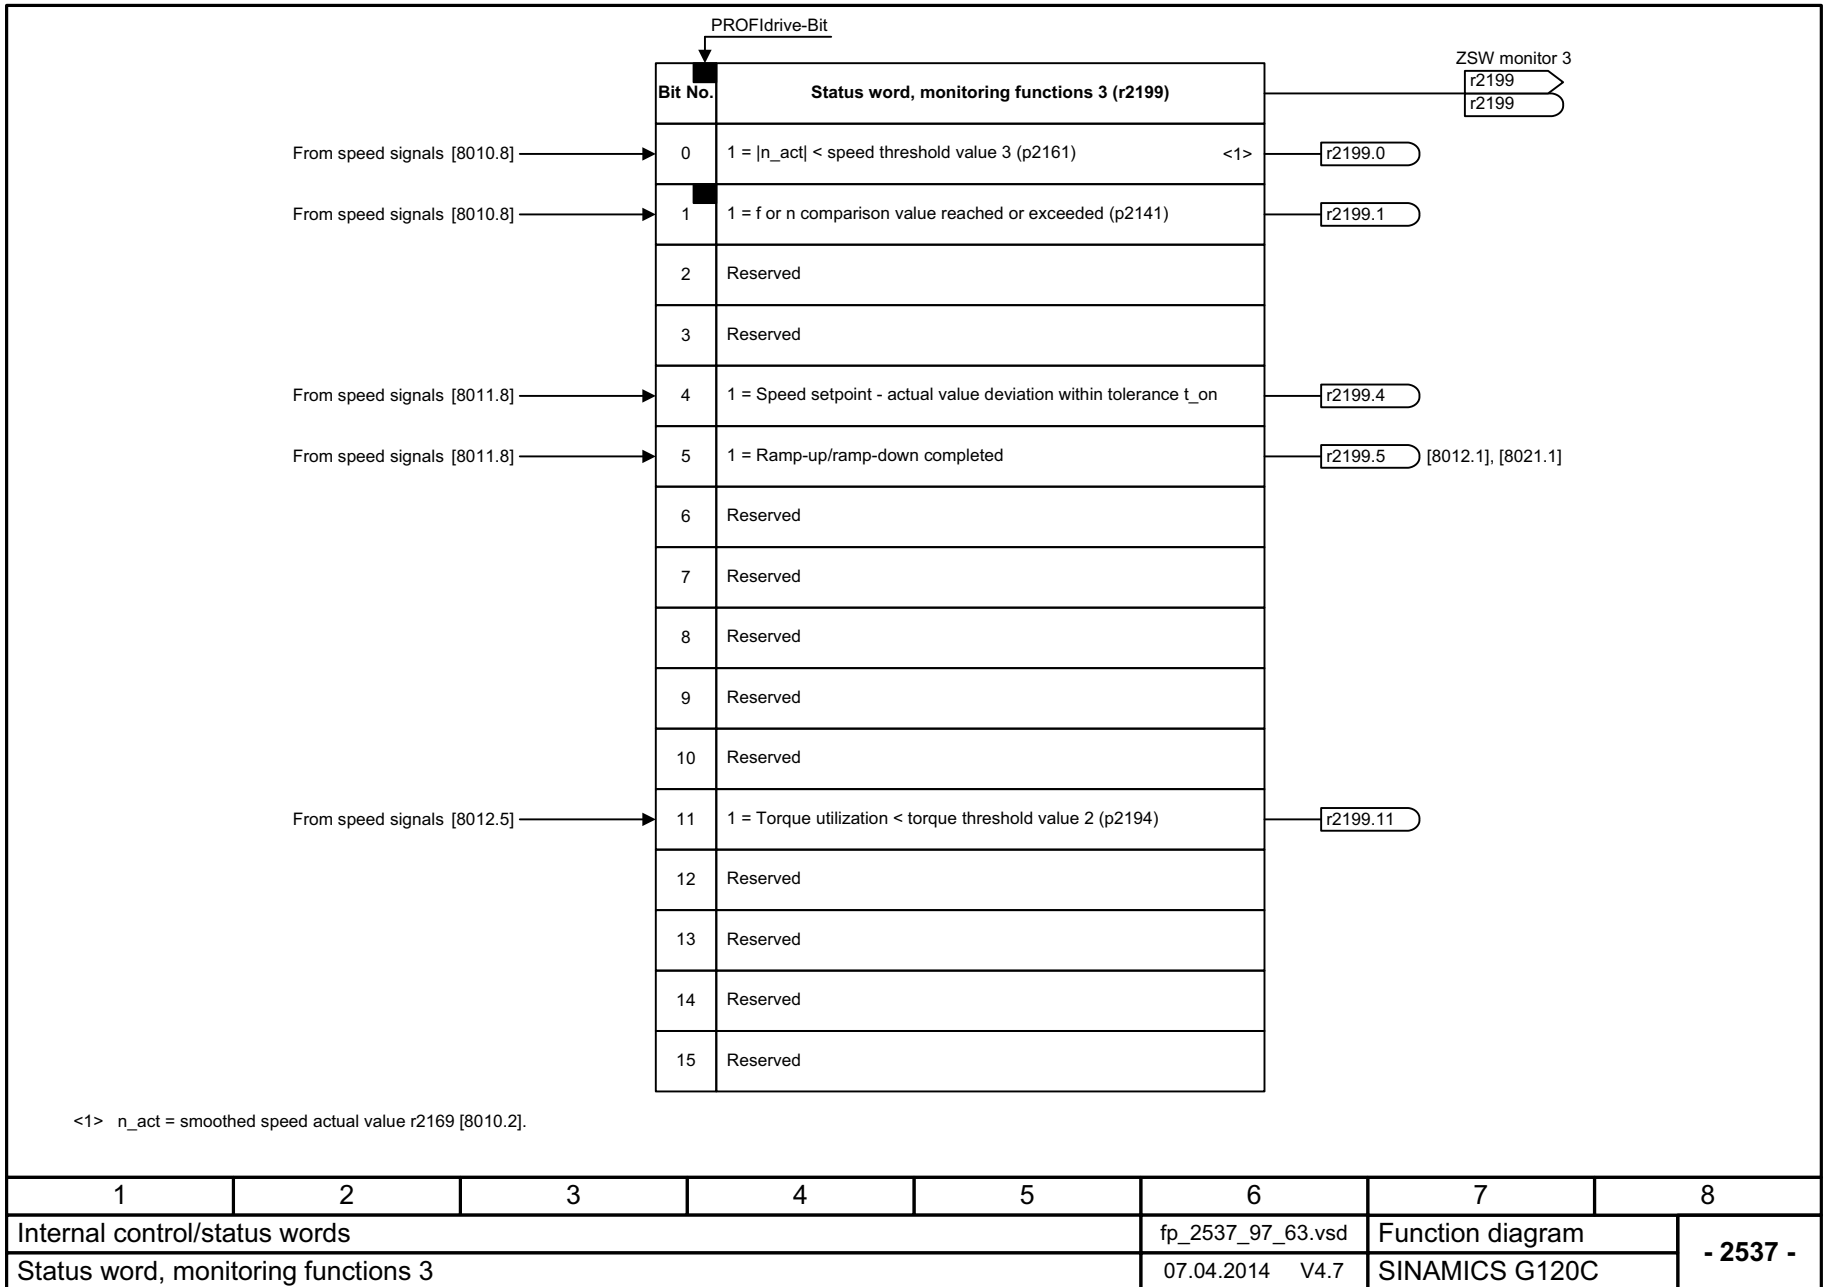 PROFIdrive-Bit
ZSW monitor 3
r2199
r2199
Bit No. Status word, monitoring functions 3 (r2199)
From speed signals [8010.8] 0 1 = |n_act| < speed threshold value 3 (p2161) <1> r2199.0
From speed signals [8010.8] 1 1 = f or n comparison value reached or exceeded (p2141) r2199.1
2 Reserved
3 Reserved
From speed signals [8011.8] 4 1 = Speed setpoint - actual value deviation within tolerance t_on r2199.4
From speed signals [8011.8] 5 1 = Ramp-up/ramp-down completed r2199.5 [8012.1], [8021.1]
6 Reserved
7 Reserved
8 Reserved
9 Reserved
10 Reserved
From speed signals [8012.5] 11 1 = Torque utilization < torque threshold value 2 (p2194) r2199.11
12 Reserved
13 Reserved
14 Reserved
15 Reserved
<1> n_act = smoothed speed actual value r2169 [8010.2].
1 2 3 4 5 6 7 8
Internal control/status words fp_2537_97_63.vsd Function diagram - 2537 -
Status word, monitoring functions 3 07.04.2014 V4.7 SINAMICS G120C